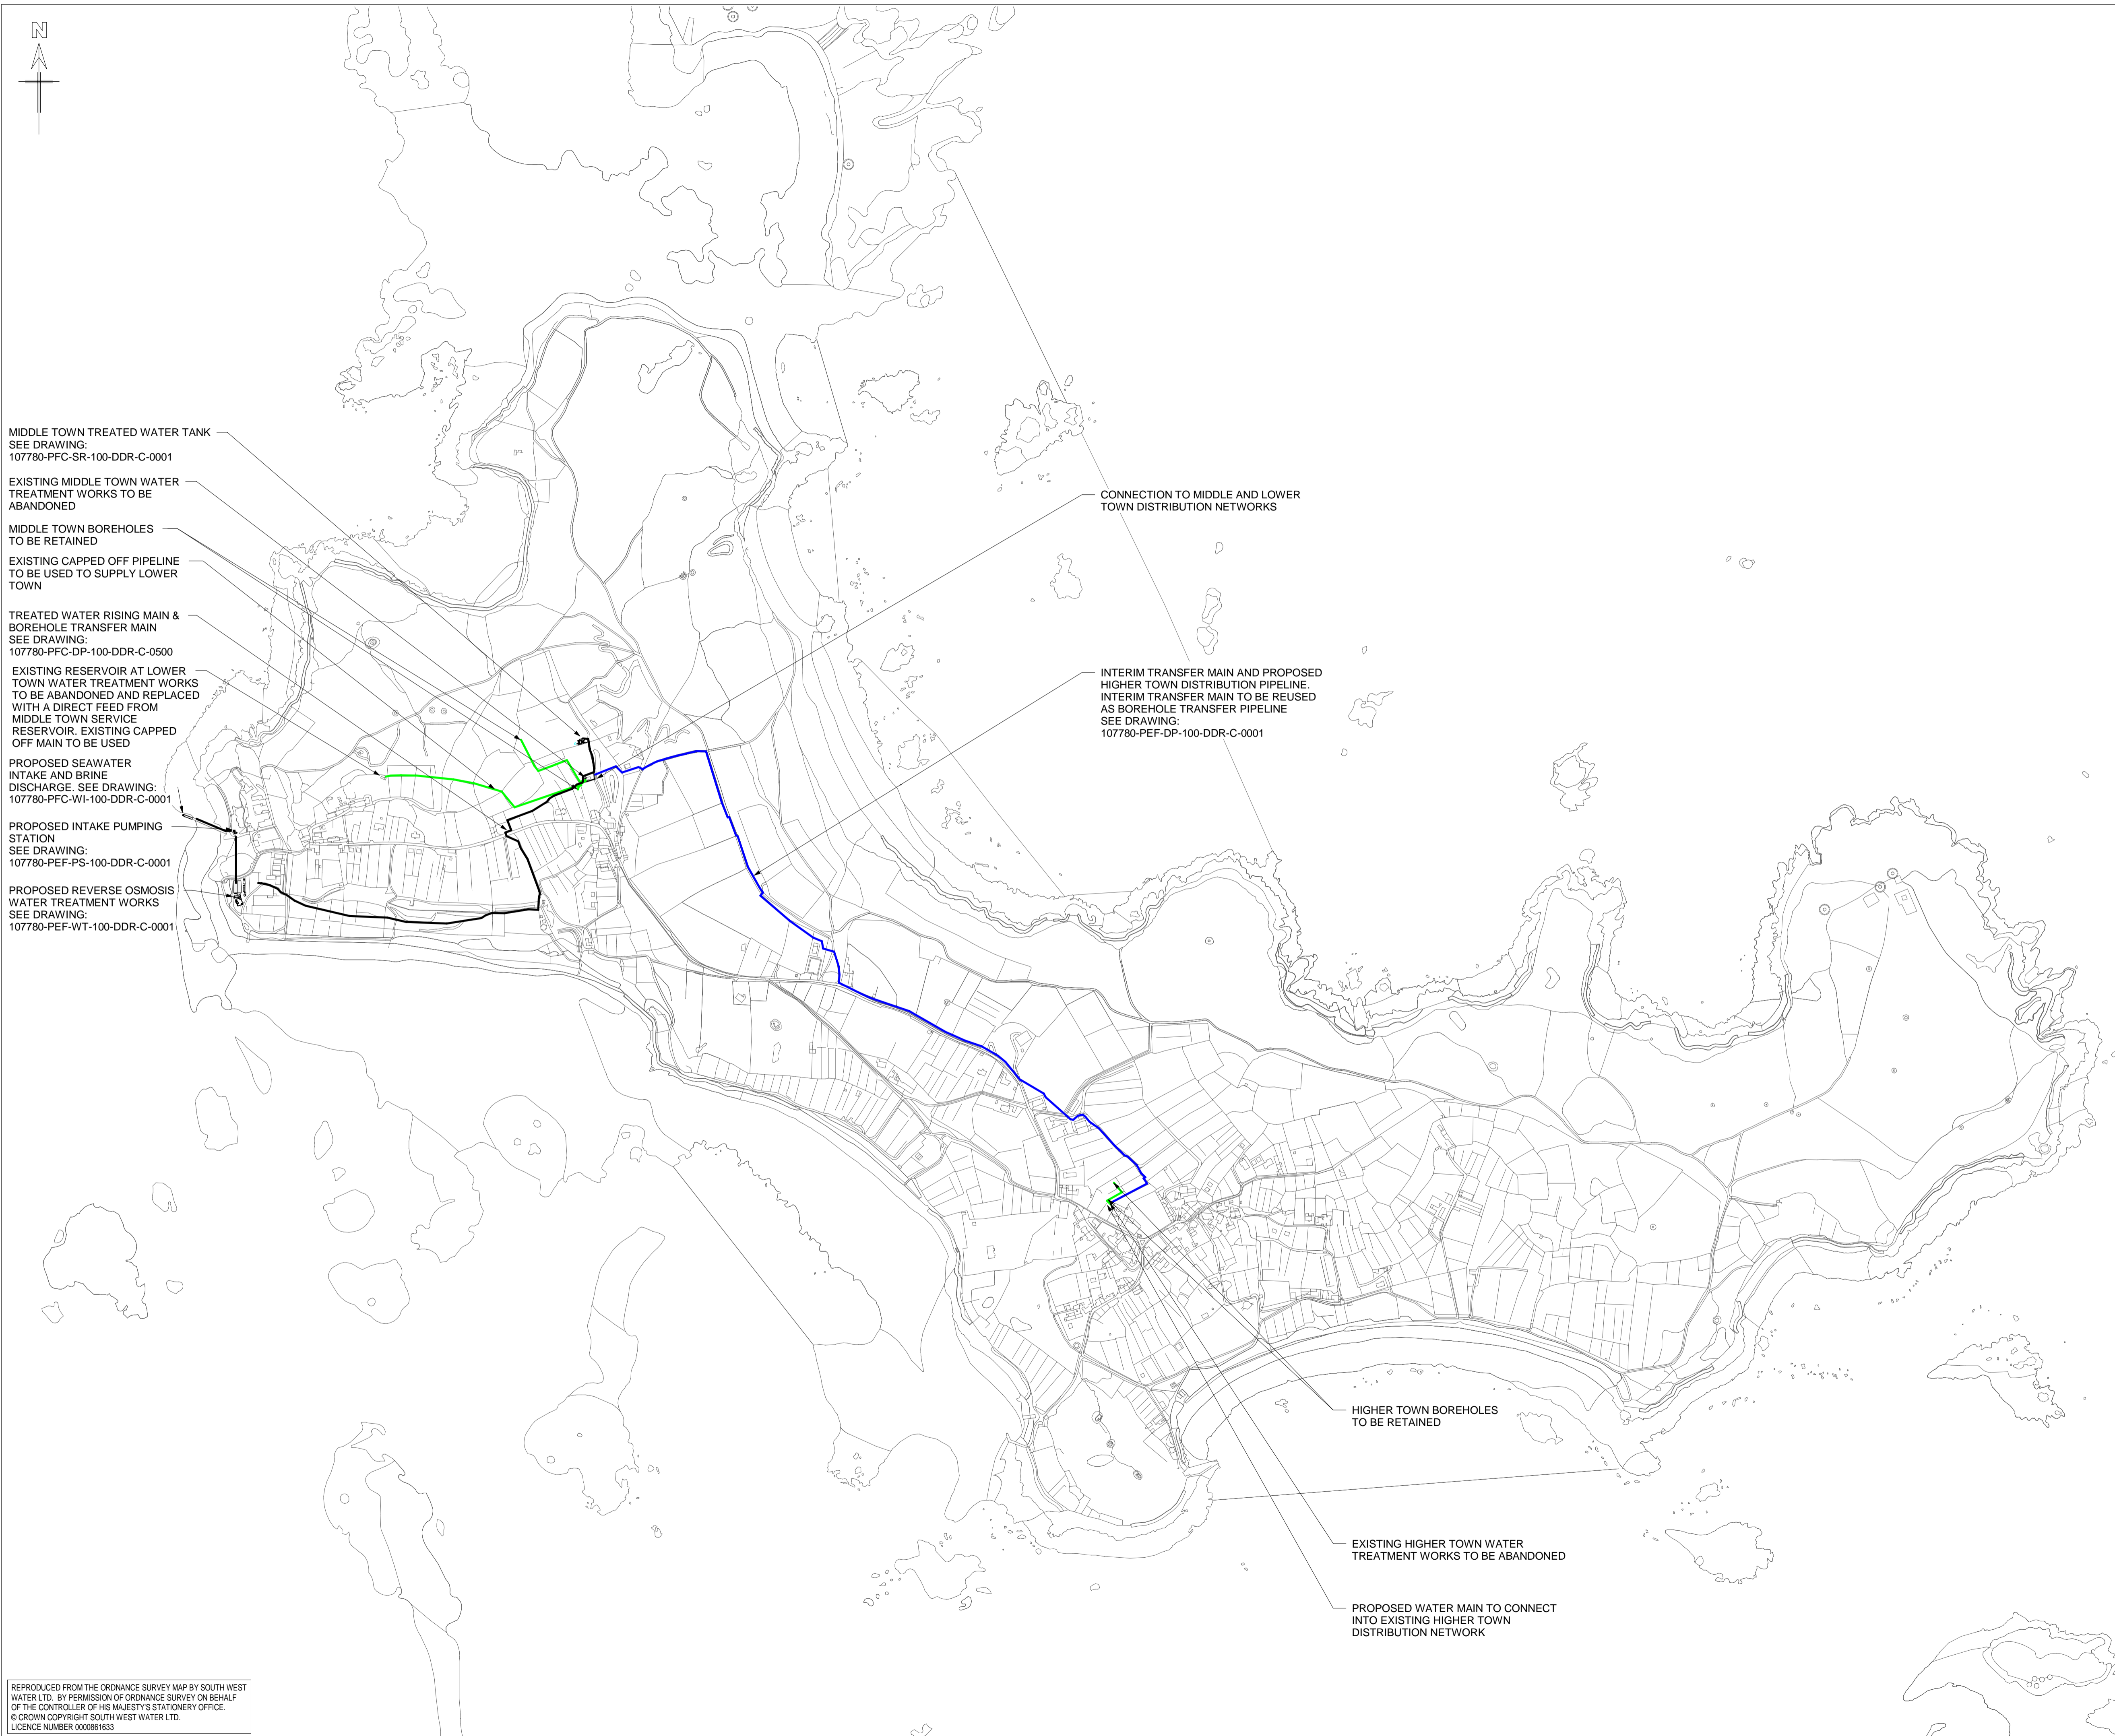 N
MIDDLE TOWN TREATED WATER TANK
SEE DRAWING:
107780-PFC-SR-100-DDR-C-0001
EXISTING MIDDLE TOWN WATER
TREATMENT WORKS TO BE
ABANDONED
MIDDLE TOWN BOREHOLES
TO BE RETAINED
EXISTING CAPPED OFF PIPELINE
TO BE USED TO SUPPLY LOWER
TOWN
TREATED WATER RISING MAIN &
BOREHOLE TRANSFER MAIN
SEE DRAWING:
107780-PFC-DP-100-DDR-C-0500
EXISTING RESERVOIR AT LOWER
TOWN WATER TREATMENT WORKS
TO BE ABANDONED AND REPLACED
WITH A DIRECT FEED FROM
MIDDLE TOWN SERVICE
RESERVOIR. EXISTING CAPPED
OFF MAIN TO BE USED
PROPOSED SEAWATER
INTAKE AND BRINE
DISCHARGE. SEE DRAWING:
107780-PFC-WI-100-DDR-C-0001
PROPOSED INTAKE PUMPING
STATION
SEE DRAWING:
107780-PEF-PS-100-DDR-C-0001
PROPOSED REVERSE OSMOSIS
WATER TREATMENT WORKS
SEE DRAWING:
107780-PEF-WT-100-DDR-C-0001
CONNECTION TO MIDDLE AND LOWER
TOWN DISTRIBUTION NETWORKS
INTERIM TRANSFER MAIN AND PROPOSED
HIGHER TOWN DISTRIBUTION PIPELINE.
INTERIM TRANSFER MAIN TO BE REUSED
AS BOREHOLE TRANSFER PIPELINE
SEE DRAWING:
107780-PEF-DP-100-DDR-C-0001
HIGHER TOWN BOREHOLES
TO BE RETAINED
EXISTING HIGHER TOWN WATER
TREATMENT WORKS TO BE ABANDONED
PROPOSED WATER MAIN TO CONNECT
INTO EXISTING HIGHER TOWN
DISTRIBUTION NETWORK
REPRODUCED FROM THE ORDNANCE SURVEY MAP BY SOUTH WEST
WATER LTD. BY PERMISSION OF ORDNANCE SURVEY ON BEHALF
OF THE CONTROLLER OF HIS MAJESTY'S STATIONERY OFFICE.
© CROWN COPYRIGHT SOUTH WEST WATER LTD.
LICENCE NUMBER 0000861633